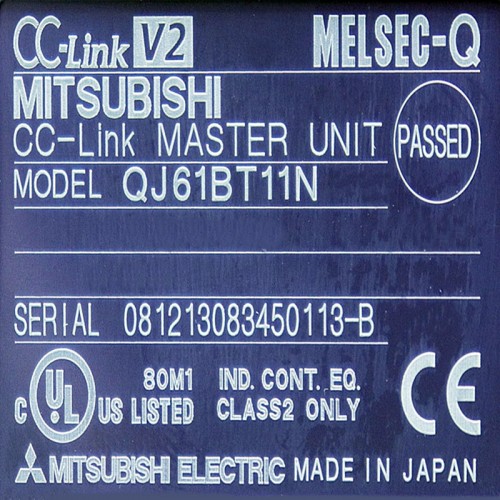 CC-Link V2 MELSEC-Q
MITSUBISHI
CC-Link MASTER UNIT PASSED
MODEL QJ61BT11N
SERIAL 081213083450113-B
C UL US LISTED 80M1 IND. CONT. EQ. CLASS2 ONLY CE
MITSUBISHI ELECTRIC MADE IN JAPAN